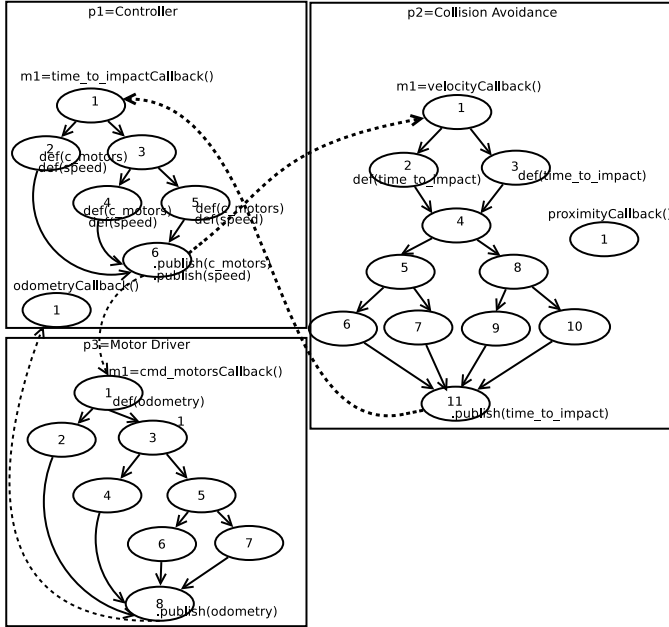 p1=Controller
m1=time_to_impactCallback()
1
2
def(c_motors)
def(speed)
3
4
def(c_motors)
def(speed)
5
def(c_motors)
def(speed)
6
.publish(c_motors)
.publish(speed)
odometryCallback()
1
p2=Collision Avoidance
m1=velocityCallback()
1
2
def(time_to_impact)
3
def(time_to_impact)
4
proximityCallback()
1
5
8
6
7
9
10
11
.publish(time_to_impact)
p3=Motor Driver
m1=cmd_motorsCallback()
1
def(odometry)
1
2
3
4
5
6
7
8
.publish(odometry)